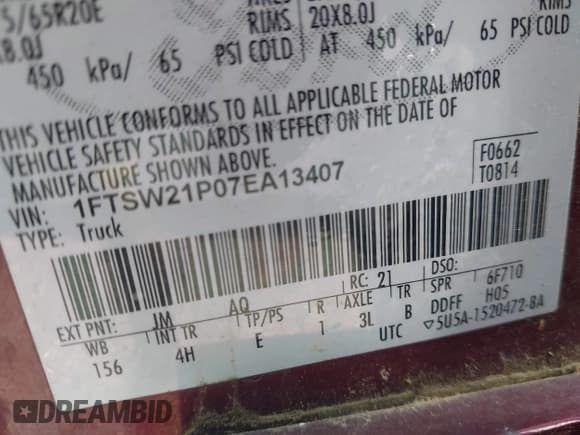 5/65R20E
RIMS
20X8.0J
RIMS
X8.0J
450 kPa/ 65 PSI COLD AT 450 kPa/ 65 PSI COLD
THIS VEHICLE CONFORMS TO ALL APPLICABLE FEDERAL MOTOR
VEHICLE SAFETY STANDARDS IN EFFECT ON THE DATE OF
MANUFACTURE SHOWN ABOVE.
F0662
T0814
VIN: 1FTSW21P07EA13407
TYPE: Truck
EXT PNT: JM AQ RC: 21 DSO:
WB INT TR TP/PS R AXLE TR SPR 6F710
156 4H E 1 3L B DDFF H05
UTC ▽5U5A-1520472-BA
DREAMBID